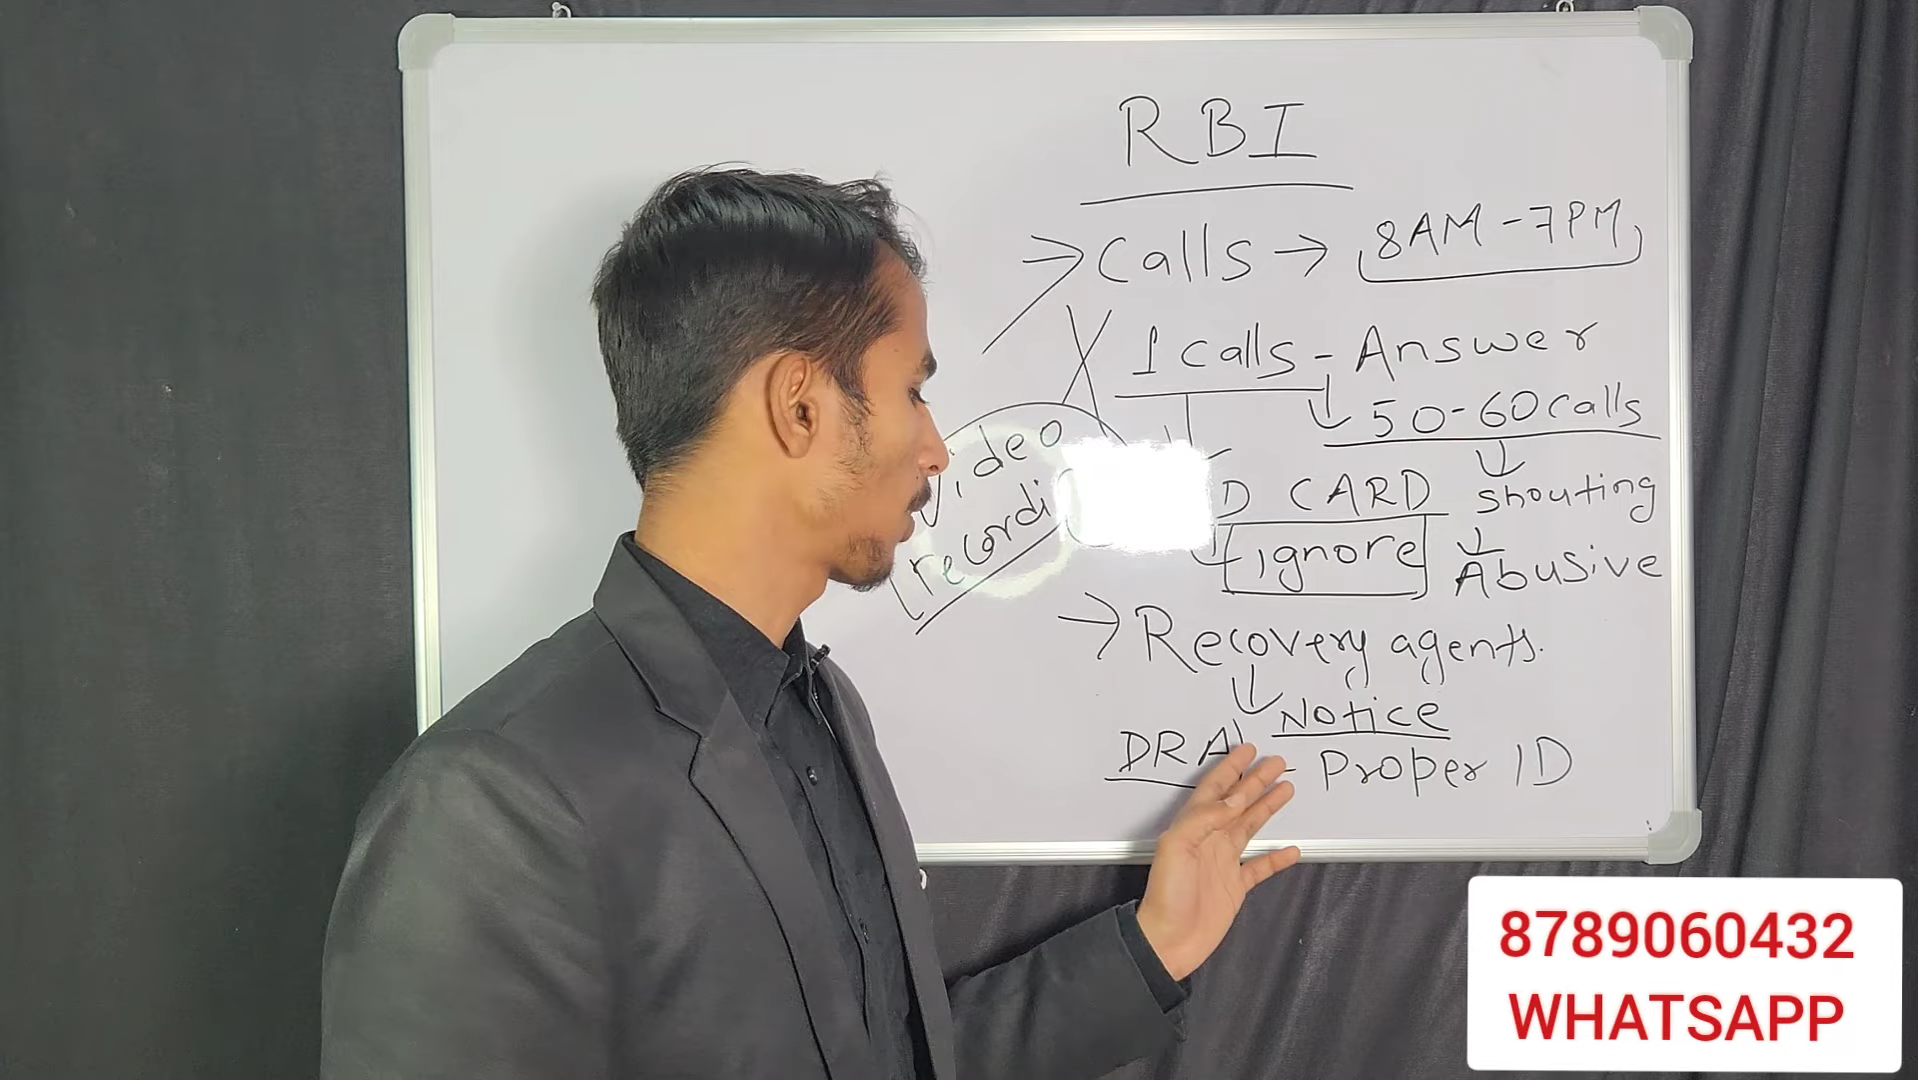 RBI
→ Calls → 8AM - 7PM
1 Calls - Answer
50-60 Calls
Video
D CARD
shouting
ignore
Abusive
→ Recovery agents.
Notice
DRA - Proper ID
8789060432
WHATSAPP